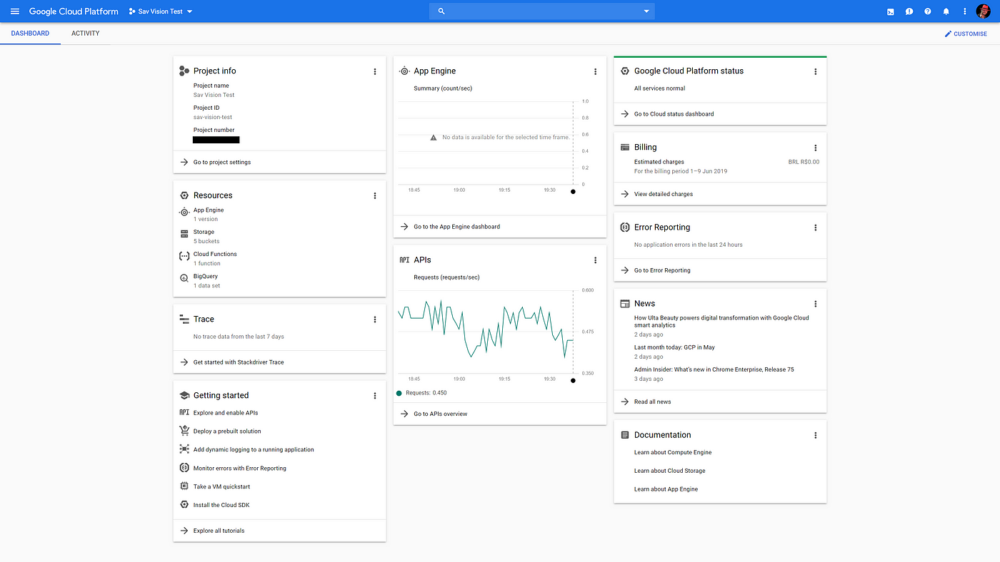 Google Cloud Platform
Sav Vision Test
DASHBOARD
ACTIVITY
CUSTOMISE
Project info
Project name
Sav Vision Test
Project ID
sav-vision-test
Project number
Go to project settings
Resources
App Engine
1 version
Storage
5 buckets
Cloud Functions
1 function
BigQuery
1 data set
Trace
No trace data from the last 7 days
Get started with Stackdriver Trace
Getting started
API Explore and enable APIs
Deploy a prebuilt solution
Add dynamic logging to a running application
Monitor errors with Error Reporting
Take a VM quickstart
Install the Cloud SDK
Explore all tutorials
App Engine
Summary (count/sec)
1.0
0.8
No data is available for the selected time frame.
0.6
0.4
0.2
0
18:45 19:00 19:15 19:30
Go to the App Engine dashboard
API APIs
Requests (requests/sec)
0.600
0.475
0.350
18:45 19:00 19:15 19:30
Requests: 0.450
Go to APIs overview
Google Cloud Platform status
All services normal
Go to Cloud status dashboard
Billing
Estimated charges BRL R$0.00
For the billing period 1–9 Jun 2019
View detailed charges
Error Reporting
No application errors in the last 24 hours
Go to Error Reporting
News
How Ulta Beauty powers digital transformation with Google Cloud
smart analytics
2 days ago
Last month today: GCP in May
2 days ago
Admin Insider: What's new in Chrome Enterprise, Release 75
3 days ago
Read all news
Documentation
Learn about Compute Engine
Learn about Cloud Storage
Learn about App Engine